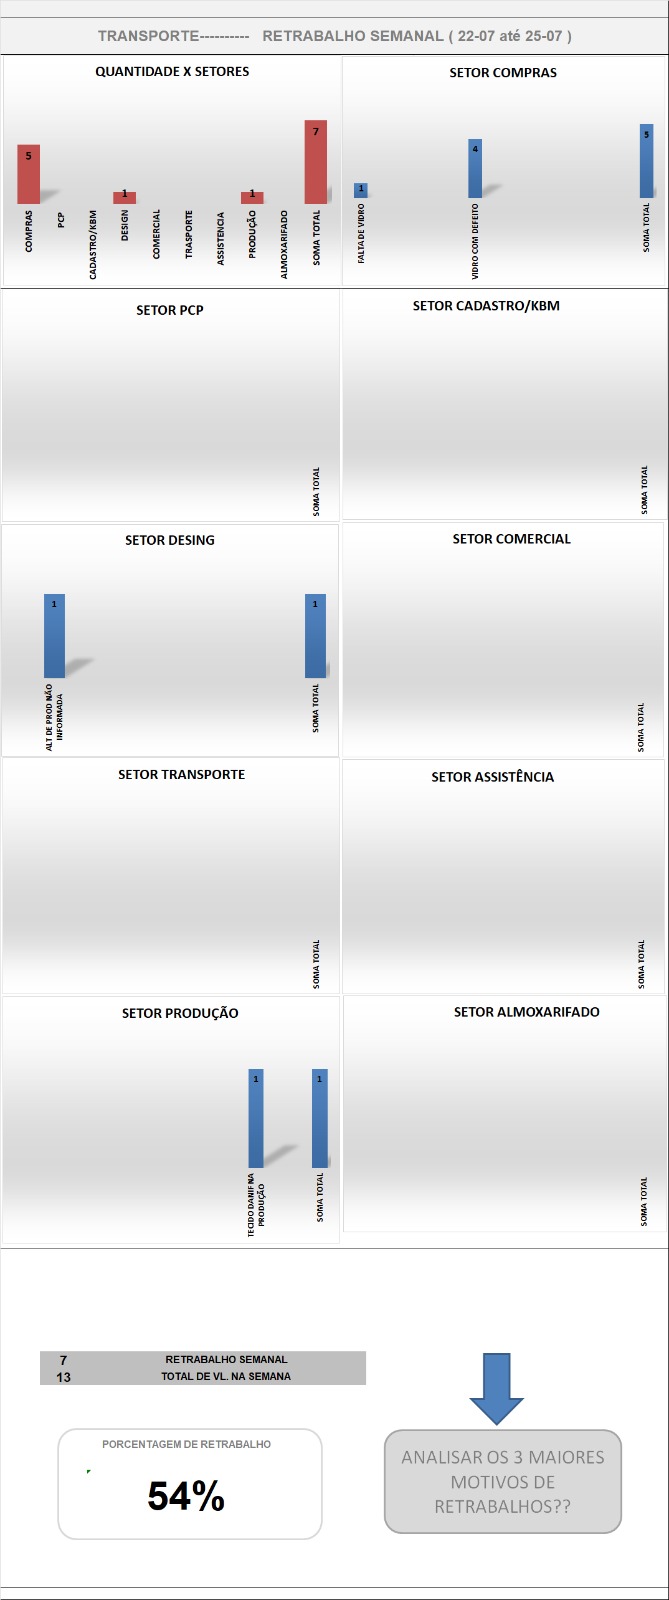 TRANSPORTE---------- RETRABALHO SEMANAL ( 22-07 até 25-07 )
QUANTIDADE X SETORES
5
1
1
7
COMPRAS
PCP
CADASTRO/KBM
DESIGN
COMERCIAL
TRASPORTE
ASSISTENCIA
PRODUÇÃO
ALMOXARIFADO
SOMA TOTAL
SETOR COMPRAS
1
4
5
FALTA DE VIDRO
VIDRO COM DEFEITO
SOMA TOTAL
SETOR PCP
SOMA TOTAL
SETOR CADASTRO/KBM
SOMA TOTAL
SETOR DESING
1
1
ALT DE PROD NÃO
INFORMADA
SOMA TOTAL
SETOR COMERCIAL
SOMA TOTAL
SETOR TRANSPORTE
SOMA TOTAL
SETOR ASSISTÊNCIA
SOMA TOTAL
SETOR PRODUÇÃO
1
1
TECIDO DANIF NA
PRODUÇÃO
SOMA TOTAL
SETOR ALMOXARIFADO
SOMA TOTAL
7 RETRABALHO SEMANAL
13 TOTAL DE VL. NA SEMANA
PORCENTAGEM DE RETRABALHO
54%
ANALISAR OS 3 MAIORES
MOTIVOS DE
RETRABALHOS??